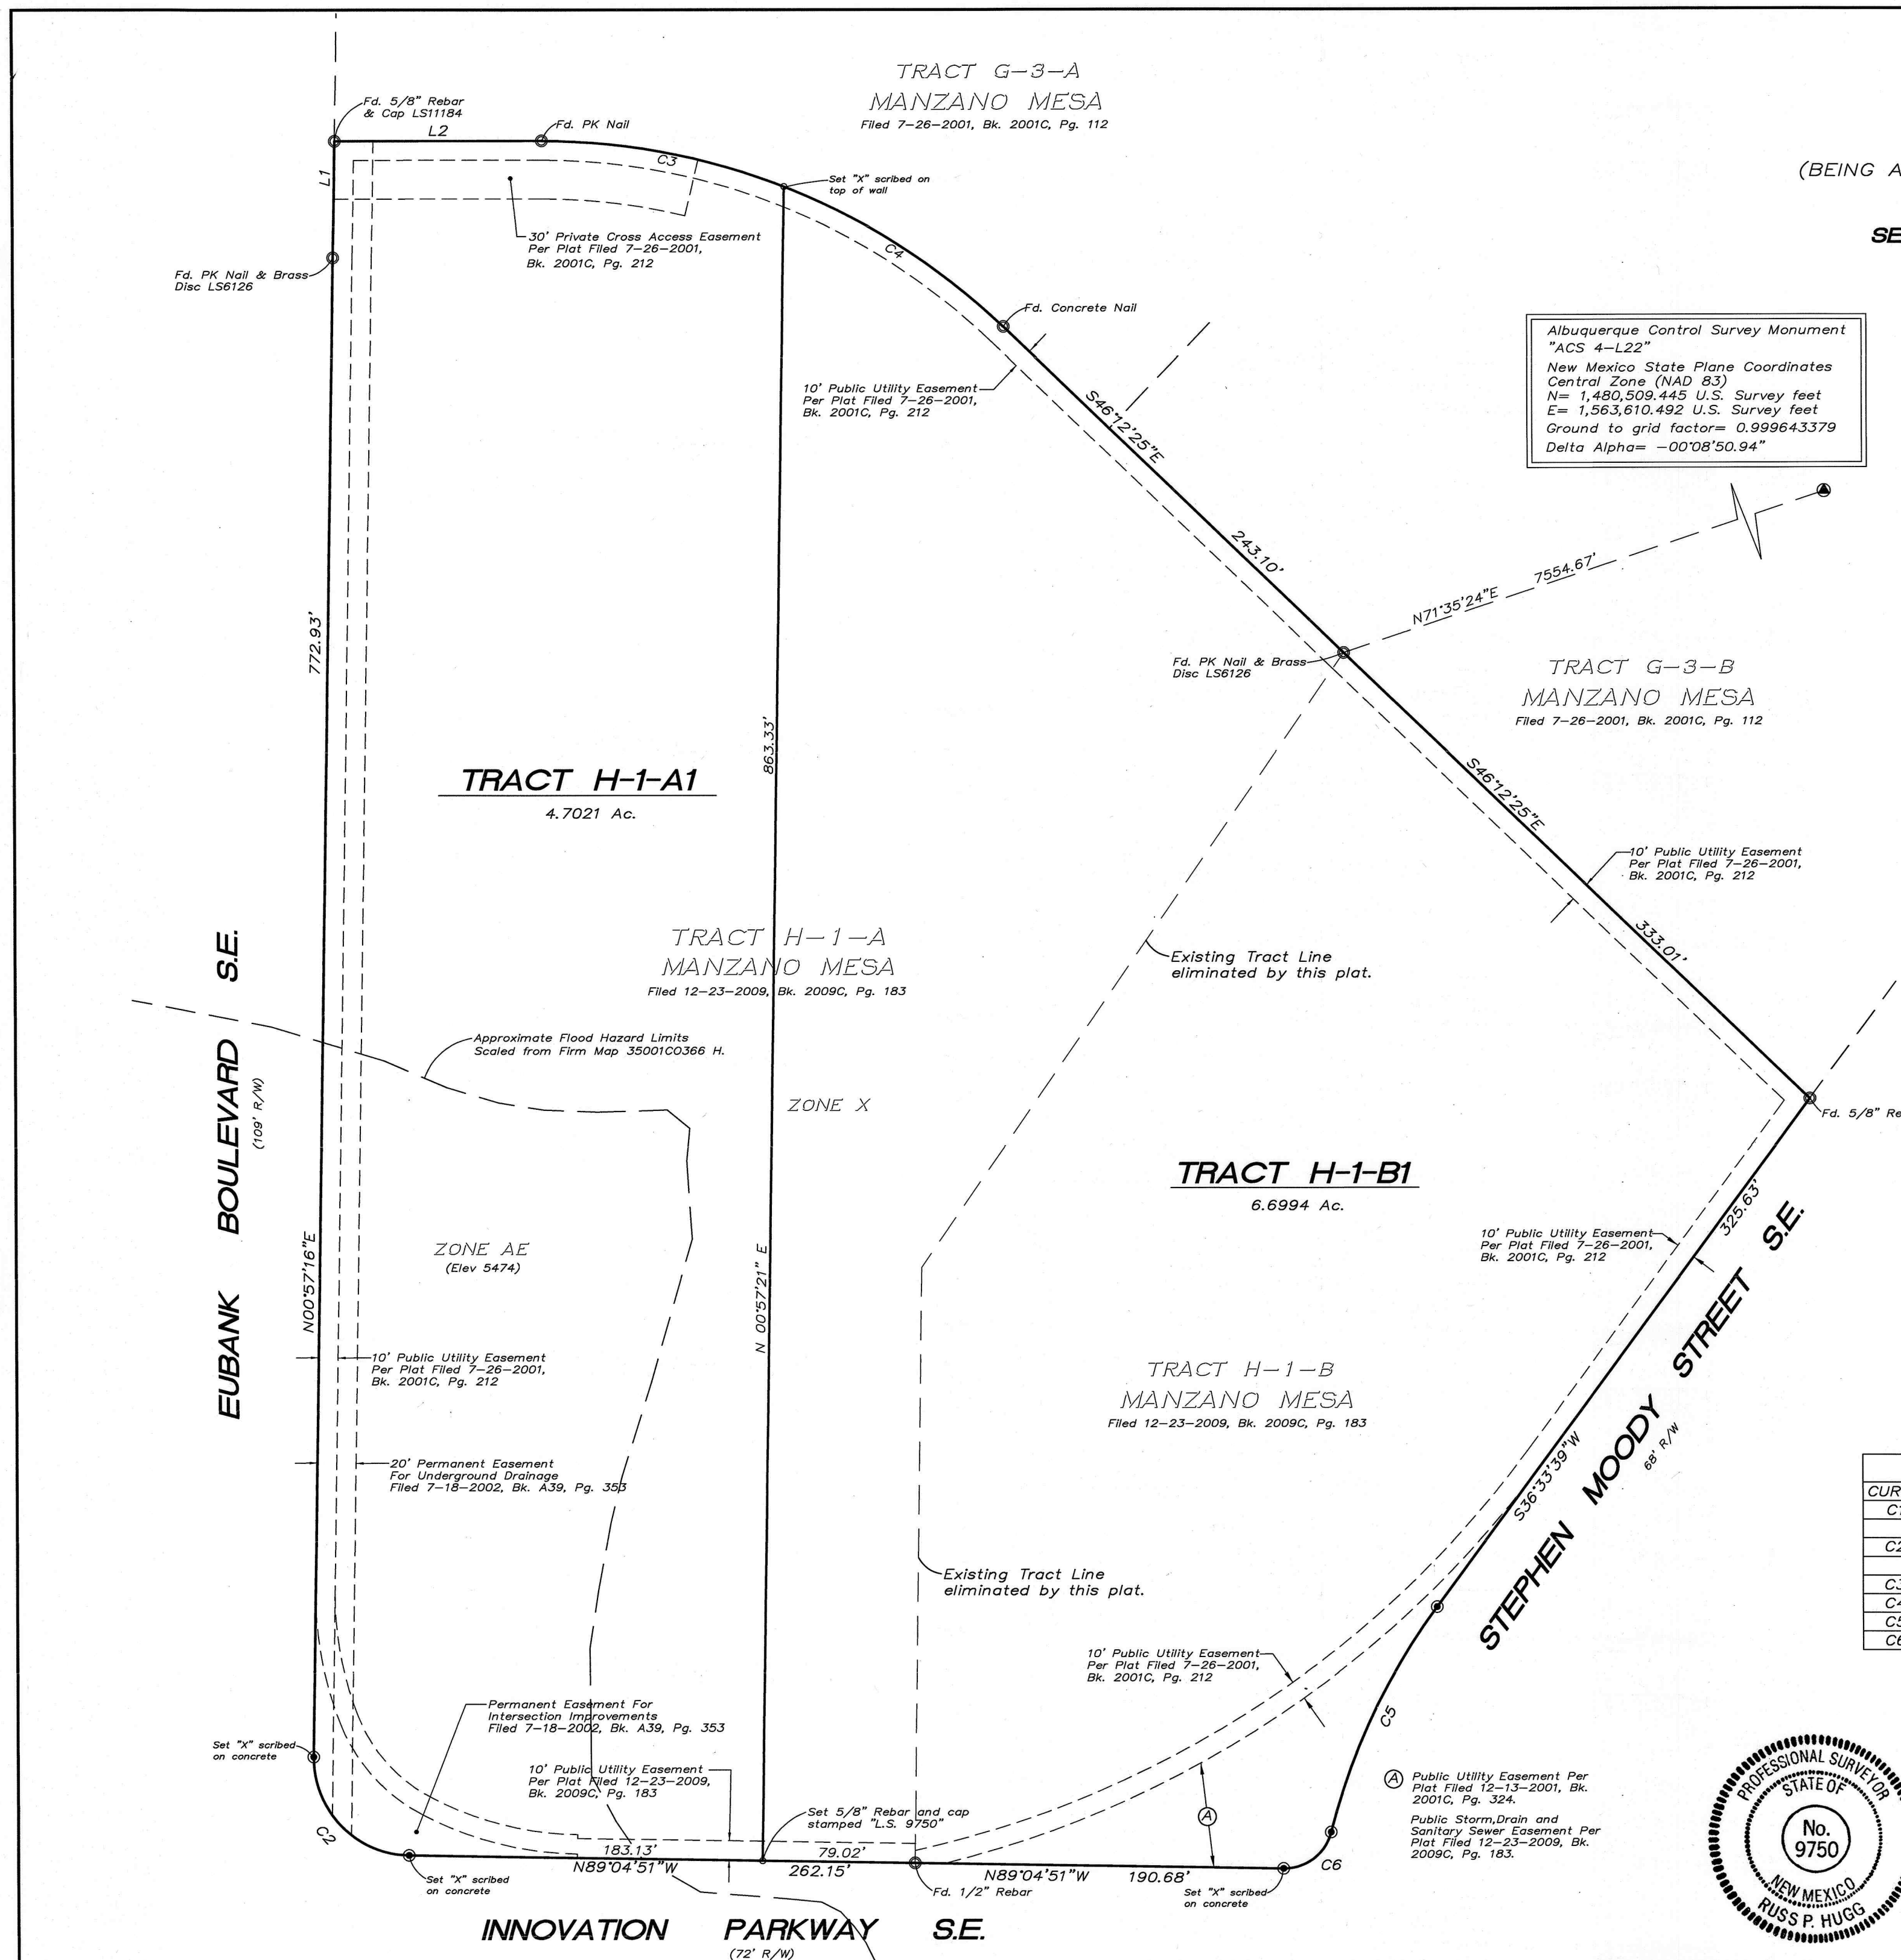 TRACT G-3-A
MANZANO MESA
Filed 7-26-2001, Bk. 2001C, Pg. 112
Fd. 5/8" Rebar
& Cap LS11184
L2
Fd. PK Nail
L1
C3
Set "X" scribed on
top of wall
(BEING A
SE
30' Private Cross Access Easement
Per Plat Filed 7-26-2001,
Bk. 2001C, Pg. 212
C4
Fd. PK Nail & Brass
Disc LS6126
Fd. Concrete Nail
Albuquerque Control Survey Monument
"ACS 4-L22"
New Mexico State Plane Coordinates
Central Zone (NAD 83)
N= 1,480,509.445 U.S. Survey feet
E= 1,563,610.492 U.S. Survey feet
Ground to grid factor= 0.999643379
Delta Alpha= -00°08'50.94"
10' Public Utility Easement
Per Plat Filed 7-26-2001,
Bk. 2001C, Pg. 212
S46°12'25"E
243.10'
N71°35'24"E
7554.67'
772.93'
863.33'
Fd. PK Nail & Brass
Disc LS6126
TRACT G-3-B
MANZANO MESA
Filed 7-26-2001, Bk. 2001C, Pg. 112
TRACT H-1-A1
4.7021 Ac.
S46°12'25"E
333.01'
10' Public Utility Easement
Per Plat Filed 7-26-2001,
Bk. 2001C, Pg. 212
TRACT H-1-A
MANZANO MESA
Filed 12-23-2009, Bk. 2009C, Pg. 183
Existing Tract Line
eliminated by this plat.
EUBANK BOULEVARD S.E.
(109' R/W)
Approximate Flood Hazard Limits
Scaled from Firm Map 35001C0366 H.
ZONE X
Fd. 5/8" Re
TRACT H-1-B1
6.6994 Ac.
N00°57'16"E
N 00°57'21" E
ZONE AE
(Elev 5474)
10' Public Utility Easement
Per Plat Filed 7-26-2001,
Bk. 2001C, Pg. 212
325.63'
S36°33'39"W
STEPHEN MOODY STREET S.E.
68' R/W
10' Public Utility Easement
Per Plat Filed 7-26-2001,
Bk. 2001C, Pg. 212
TRACT H-1-B
MANZANO MESA
Filed 12-23-2009, Bk. 2009C, Pg. 183
20' Permanent Easement
For Underground Drainage
Filed 7-18-2002, Bk. A39, Pg. 353
CUR
C1
C2
C3
C4
C5
C6
Existing Tract Line
eliminated by this plat.
10' Public Utility Easement
Per Plat Filed 7-26-2001,
Bk. 2001C, Pg. 212
Permanent Easement For
Intersection Improvements
Filed 7-18-2002, Bk. A39, Pg. 353
C5
Set "X" scribed
on concrete
10' Public Utility Easement
Per Plat Filed 12-23-2009,
Bk. 2009C, Pg. 183
A
A Public Utility Easement Per
Plat Filed 12-13-2001, Bk.
2001C, Pg. 324.
Public Storm,Drain and
Sanitary Sewer Easement Per
Plat Filed 12-23-2009, Bk.
2009C, Pg. 183.
Set 5/8" Rebar and cap
stamped "L.S. 9750"
C2
183.13'
79.02'
N89°04'51"W
262.15'
N89°04'51"W
190.68'
C6
Set "X" scribed
on concrete
Fd. 1/2" Rebar
Set "X" scribed
on concrete
INNOVATION PARKWAY S.E.
(72' R/W)
PROFESSIONAL SURVEYOR
STATE OF
No.
9750
NEW MEXICO
RUSS P. HUGG